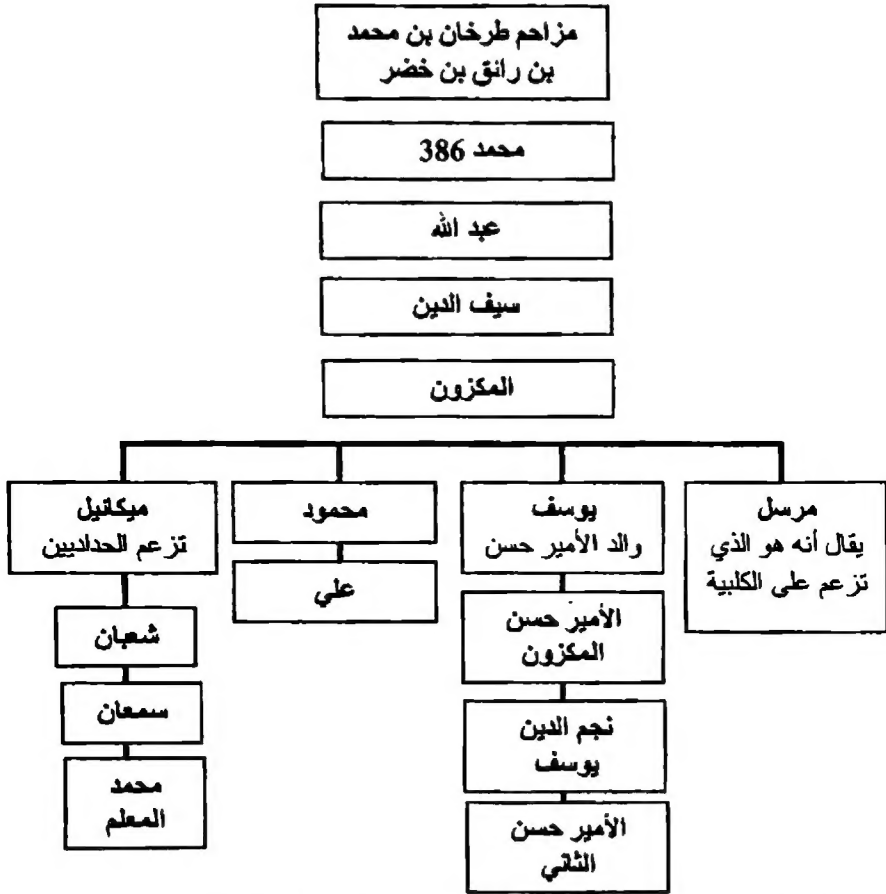 مزاحم طرخان بن محمد
بن رائق بن خضر
محمد 386
عبد الله
سيف الدين
المكزون
مرسل
يقال أنه هو الذي
تزعم على الكلبية
يوسف
والد الأمير حسن
الأمير حسن
المكزون
نجم الدين
يوسف
الأمير حسن
الثاني
محمود
علي
ميكائيل
تزعم الحداديين
شعبان
سمعان
محمد
المعلم